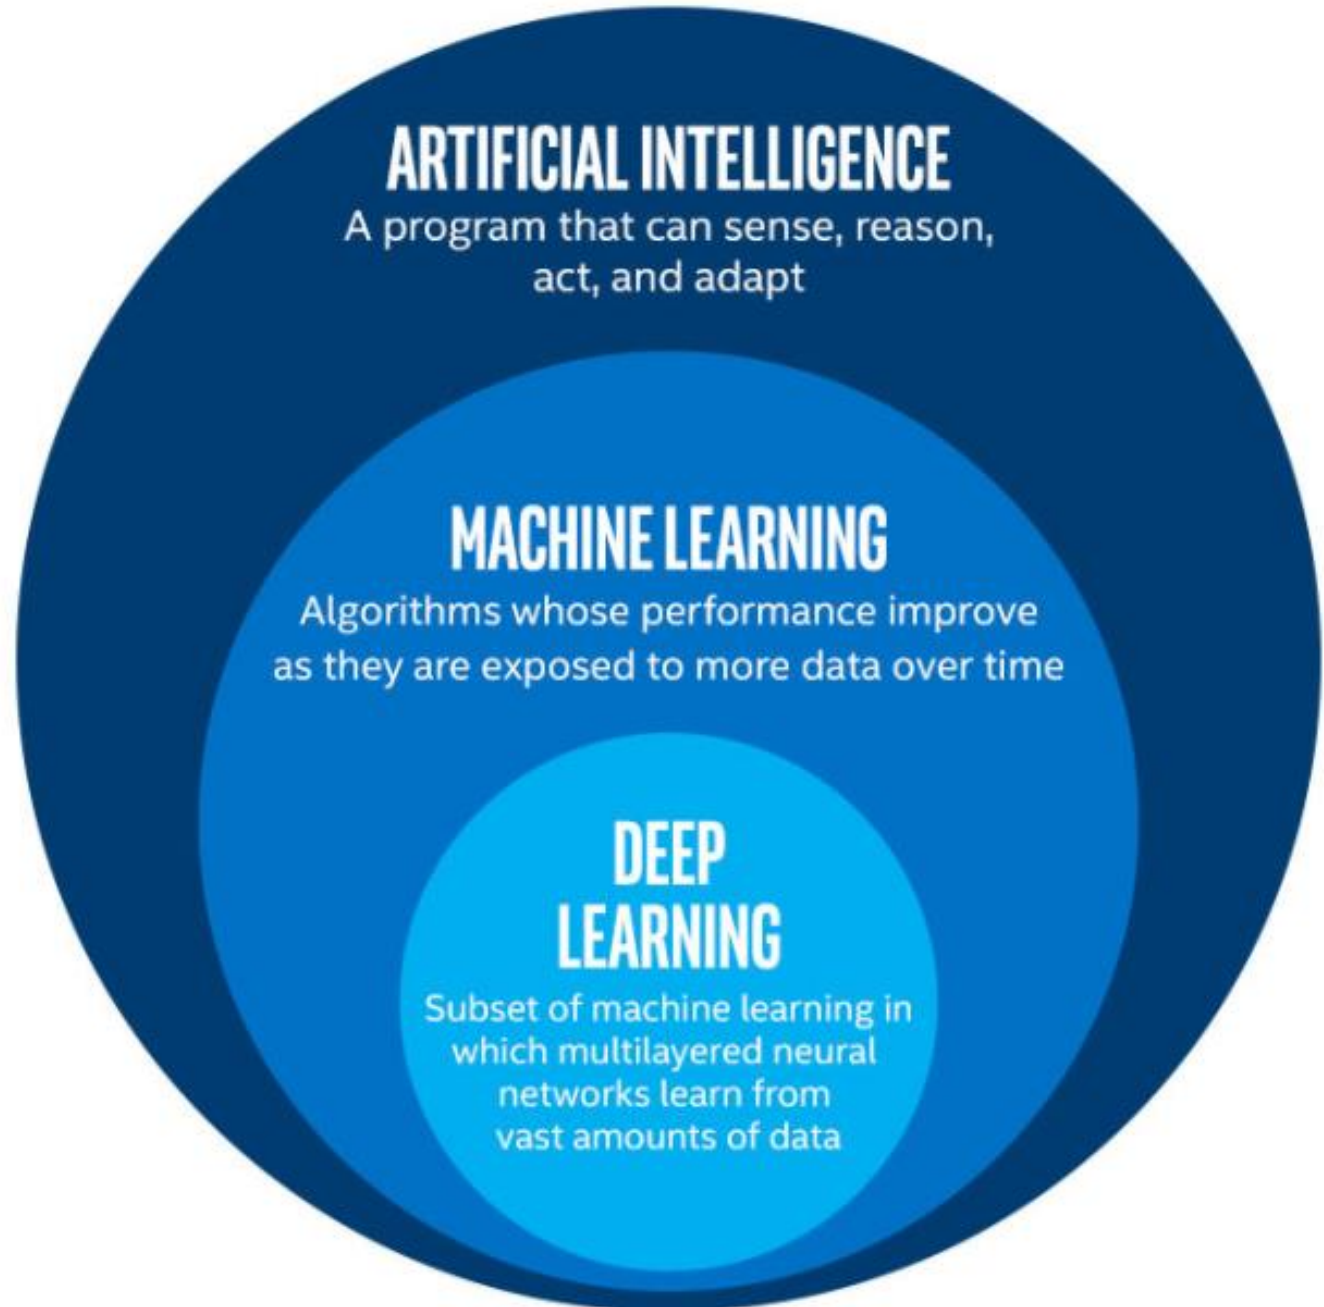 ARTIFICIAL INTELLIGENCE
A program that can sense, reason,
act, and adapt
MACHINE LEARNING
Algorithms whose performance improve
as they are exposed to more data over time
DEEP
LEARNING
Subset of machine learning in
which multilayered neural
networks learn from
vast amounts of data